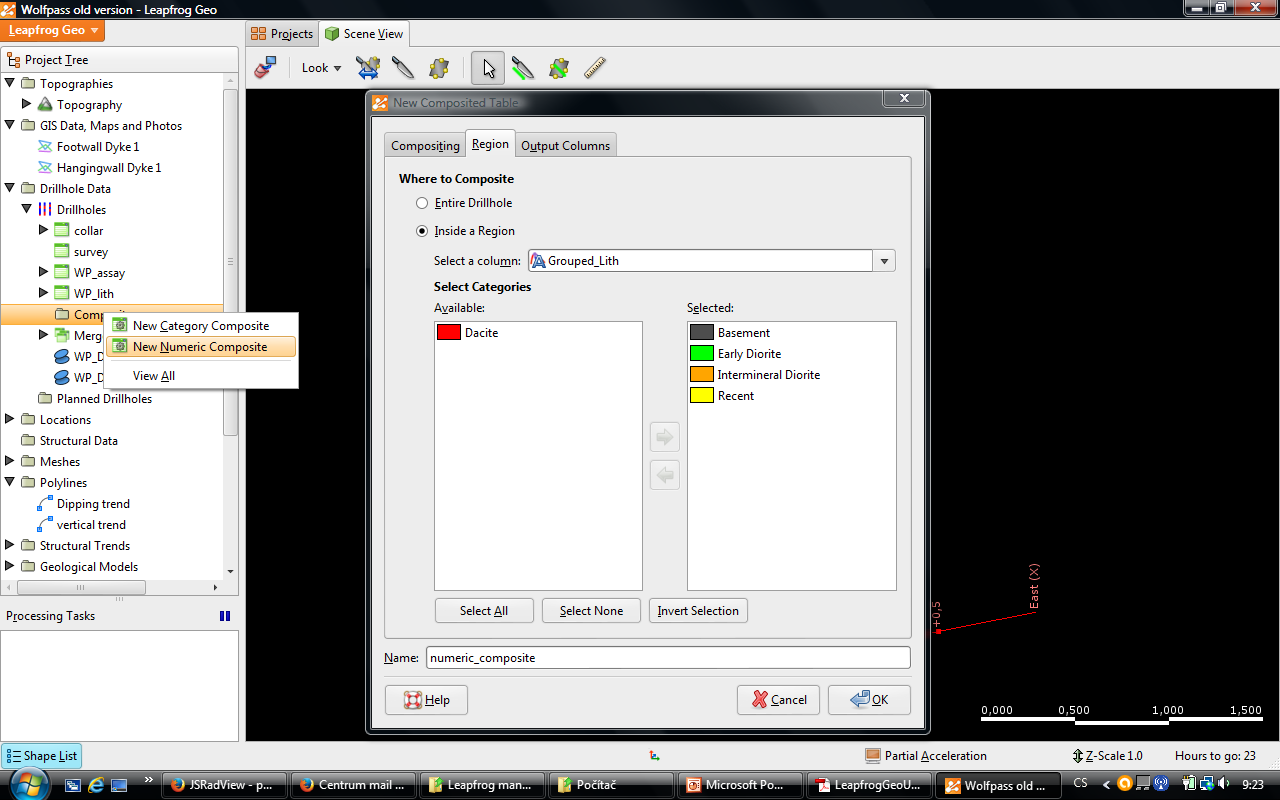 Wolfpass old version - Leapfrog Geo
Leapfrog Geo
Projects
Scene View
Project Tree
Look
Topographies
Topography
GIS Data, Maps and Photos
Footwall Dyke 1
Hangingwall Dyke 1
Drillhole Data
Drillholes
collar
survey
WP_assay
WP_lith
New Category Composite
New Numeric Composite
View All
Planned Drillholes
Locations
Structural Data
Meshes
Polylines
Dipping trend
vertical trend
Structural Trends
Geological Models
Processing Tasks
New Composited Table
Compositing
Region
Output Columns
Where to Composite
Entire Drillhole
Inside a Region
Select a column:
Grouped_Lith
Select Categories
Available:
Selected:
Dacite
Basement
Early Diorite
Intermineral Diorite
Recent
Select All
Select None
Invert Selection
Name:
numeric_composite
Help
Cancel
OK
+0,5
East (X)
0,000 0,500 1,000 1,500
Shape List
Partial Acceleration
Z-Scale 1.0
Hours to go: 23
JSRadView - p...
Centrum mail ...
Leapfrog man...
Počítač
Microsoft Po...
LeapfrogGeoU...
Wolfpass old ...
CS
9:23